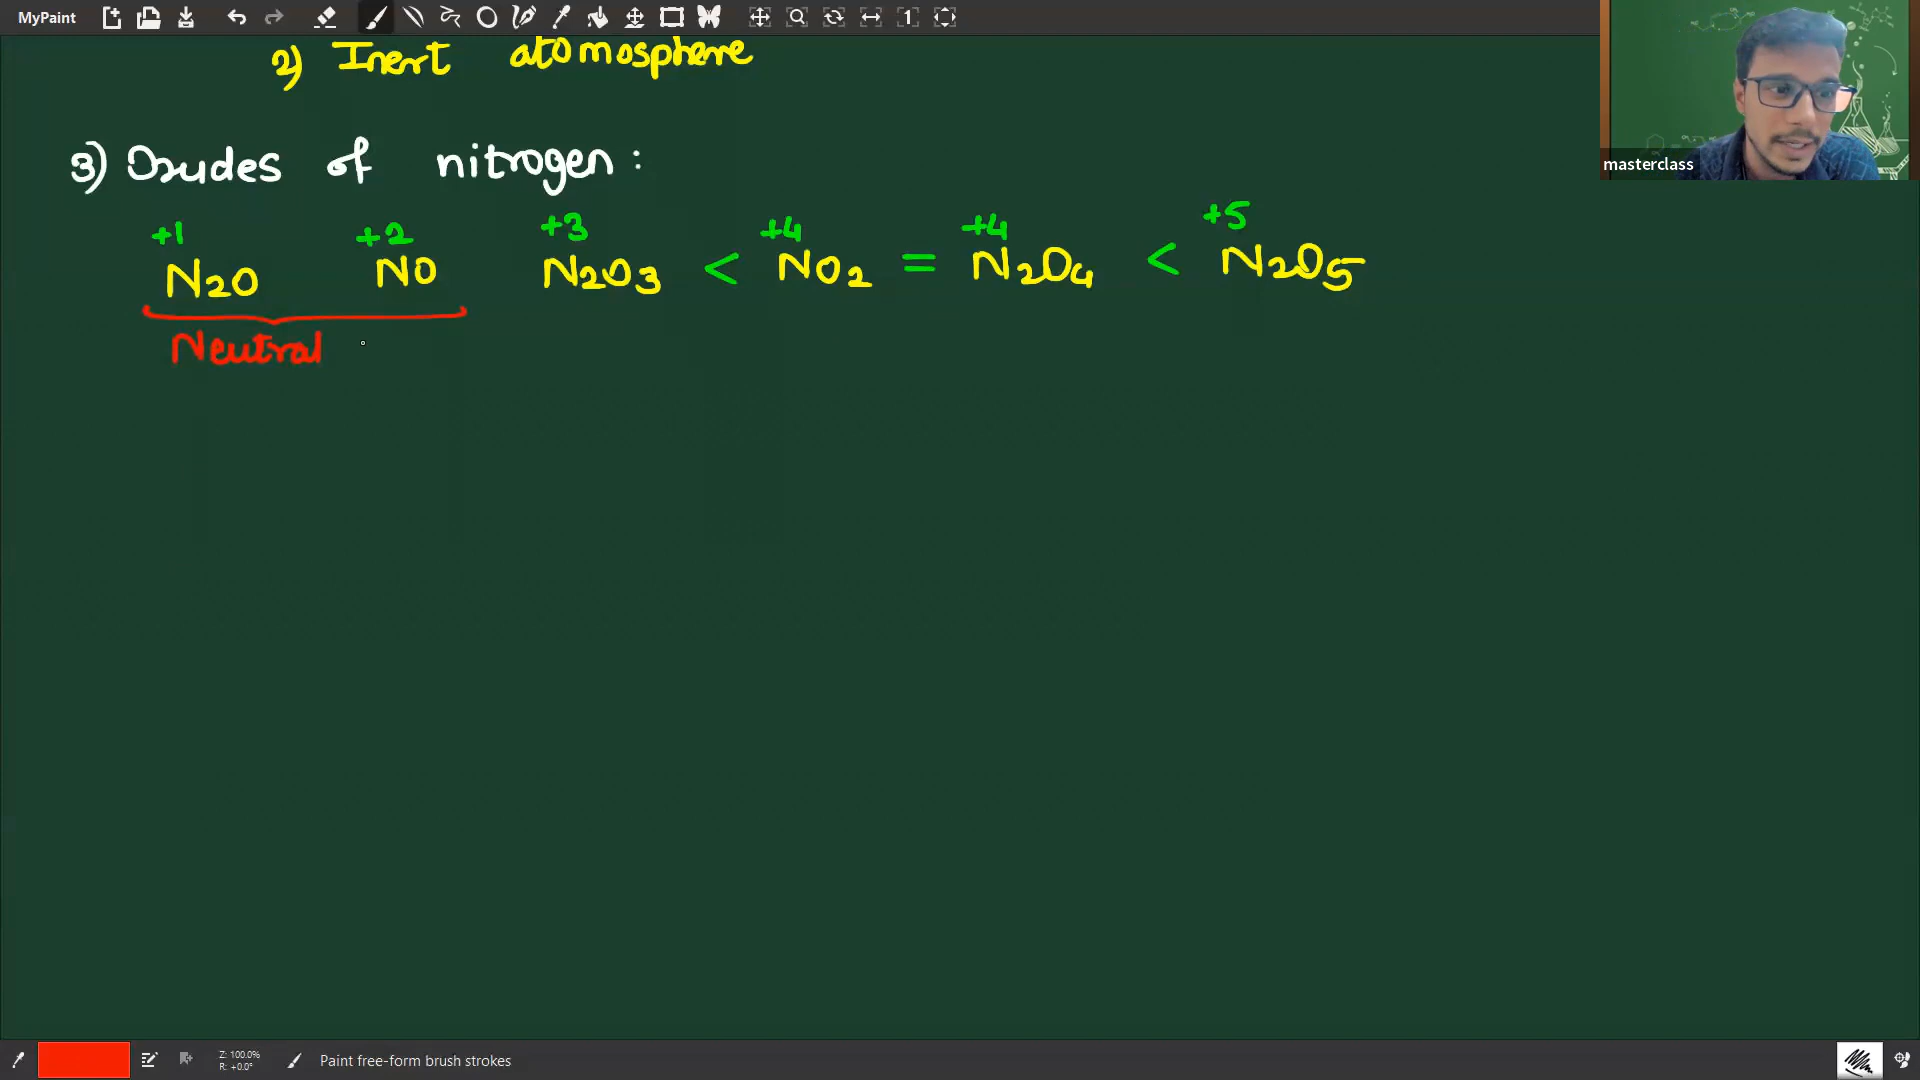 MyPaint
2) Inert atomosphere
masterclass
3) Oxides of nitrogen:
+1 +2 +3 +4 +4 +5
N2O NO N2O3 < NO2 = N2O4 < N2O5
Neutral
Z: 100.0%
R: +0.0°
Paint free-form brush strokes